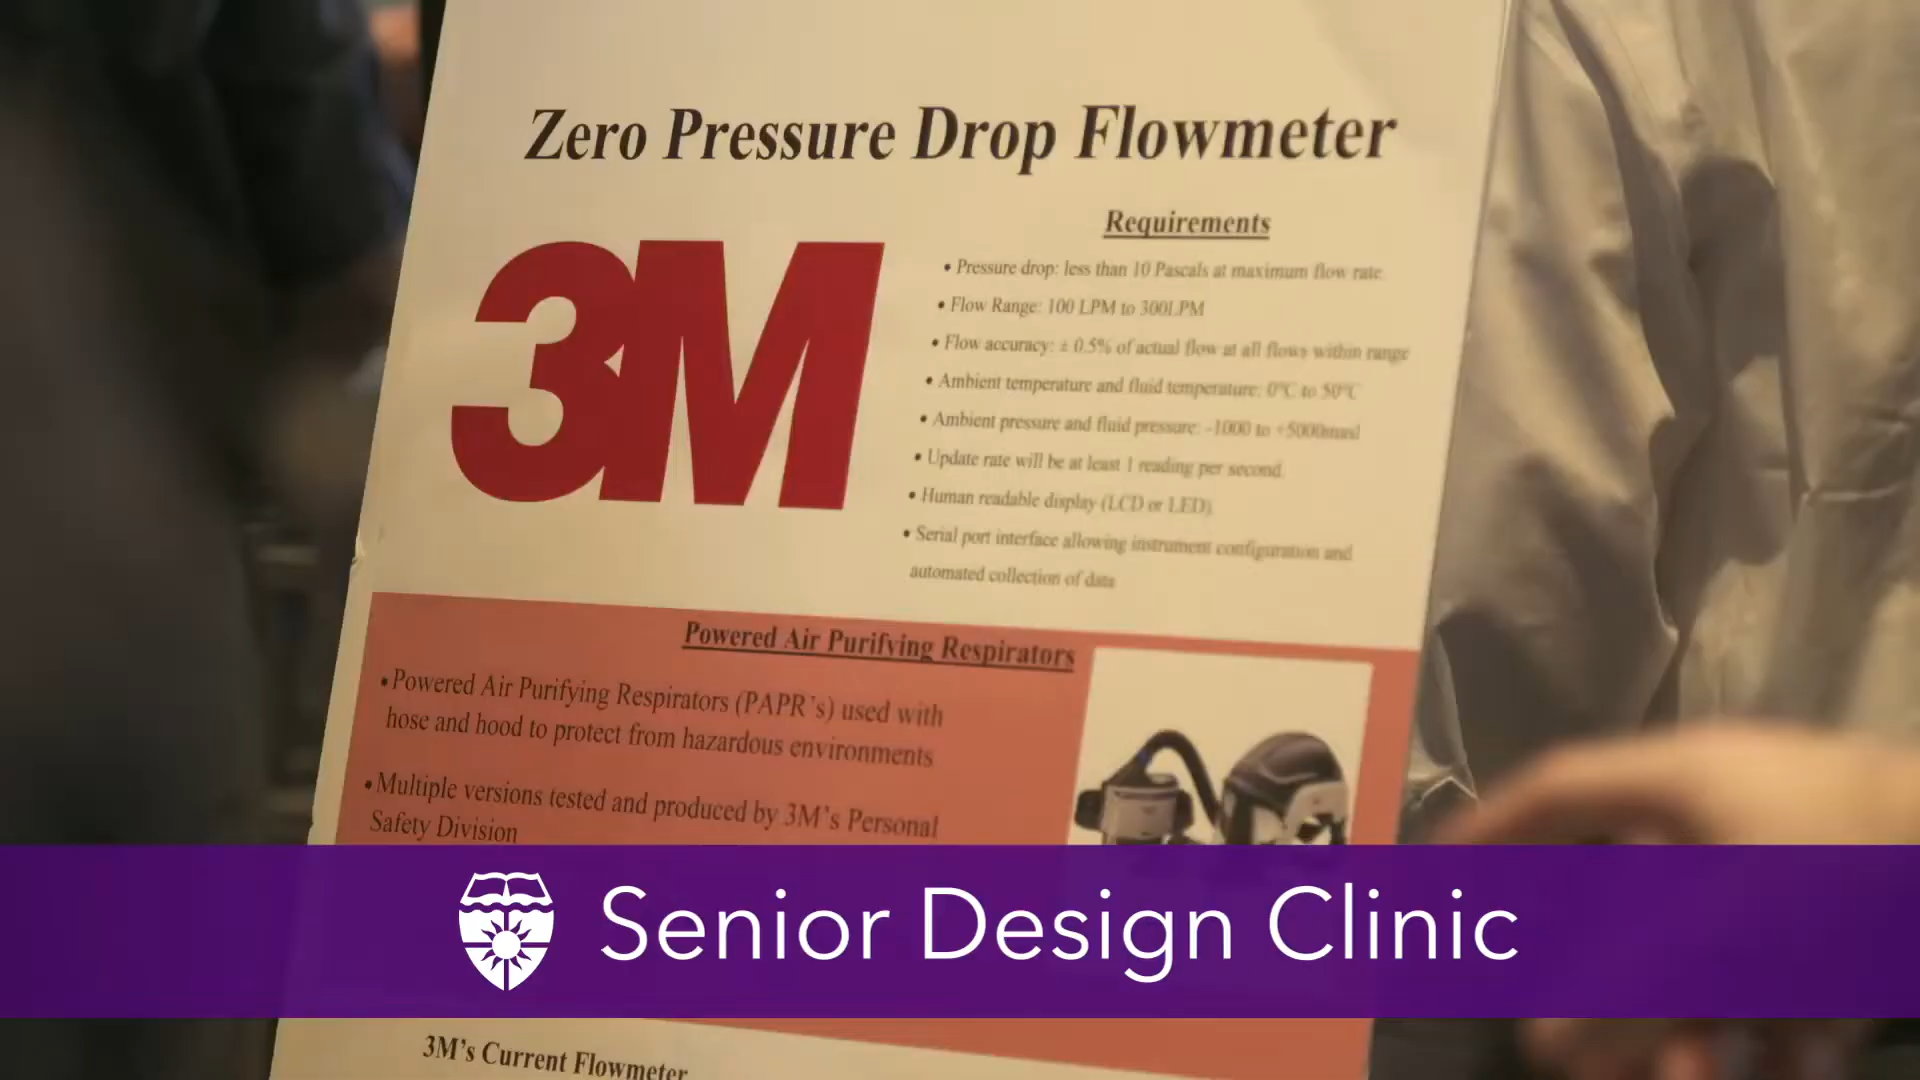 Zero Pressure Drop Flowmeter
3M
Requirements
• Pressure drop: less than 10 Pascals at maximum flow rate
• Flow Range: 100 LPM to 300LPM
• Flow accuracy: ± 0.5% of actual flow at all flows within range
• Ambient temperature and fluid temperature: 0°C to 50°C
• Ambient pressure and fluid pressure: -1000 to +5000masl
• Update rate will be at least 1 reading per second
• Human readable display (LCD or LED)
• Serial port interface allowing instrument configuration and
automated collection of data
Powered Air Purifying Respirators
• Powered Air Purifying Respirators (PAPR's) used with
hose and hood to protect from hazardous environments
• Multiple versions tested and produced by 3M's Personal
Safety Division
Senior Design Clinic
3M's Current Flowmeter